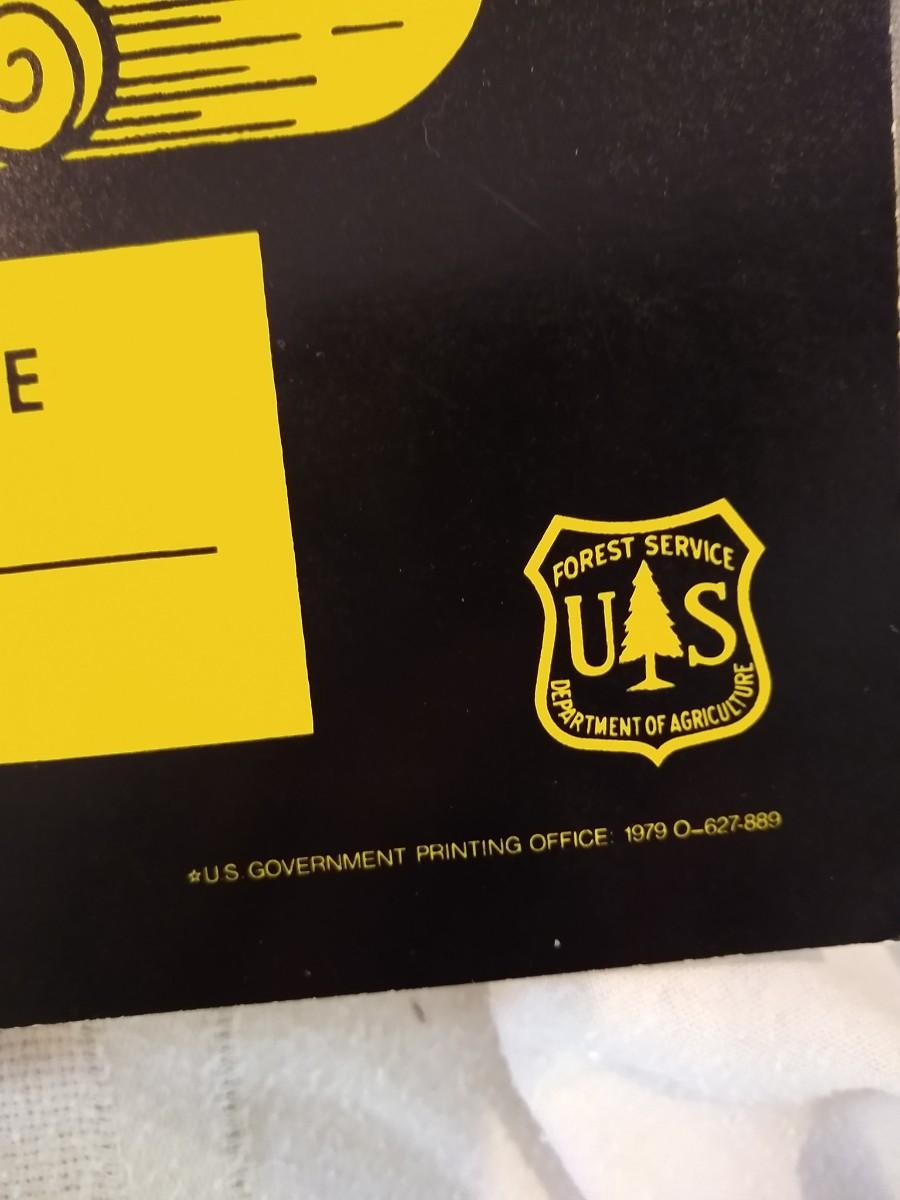 E
FOREST SERVICE
U S
DEPARTMENT OF AGRICULTURE
☆U.S. GOVERNMENT PRINTING OFFICE: 1979 O–627-889